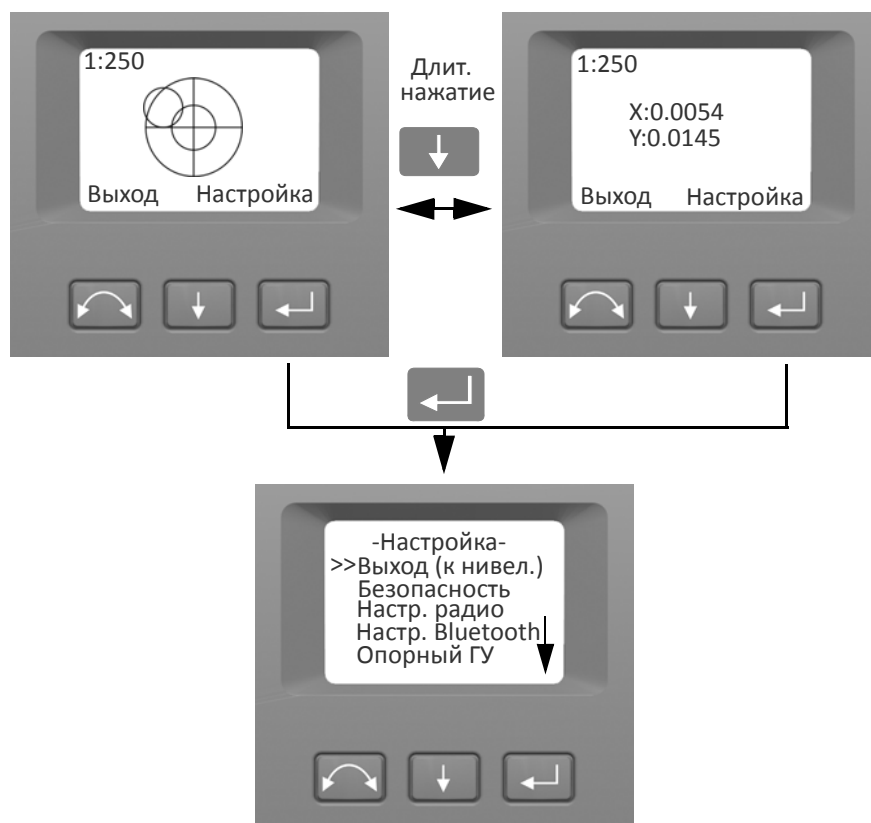 1:250
Выход Настройка
Длит.
нажатие
1:250
X:0.0054
Y:0.0145
Выход Настройка
-Настройка-
>>Выход (к нивел.)
Безопасность
Настр. радио
Настр. Bluetooth
Опорный ГУ